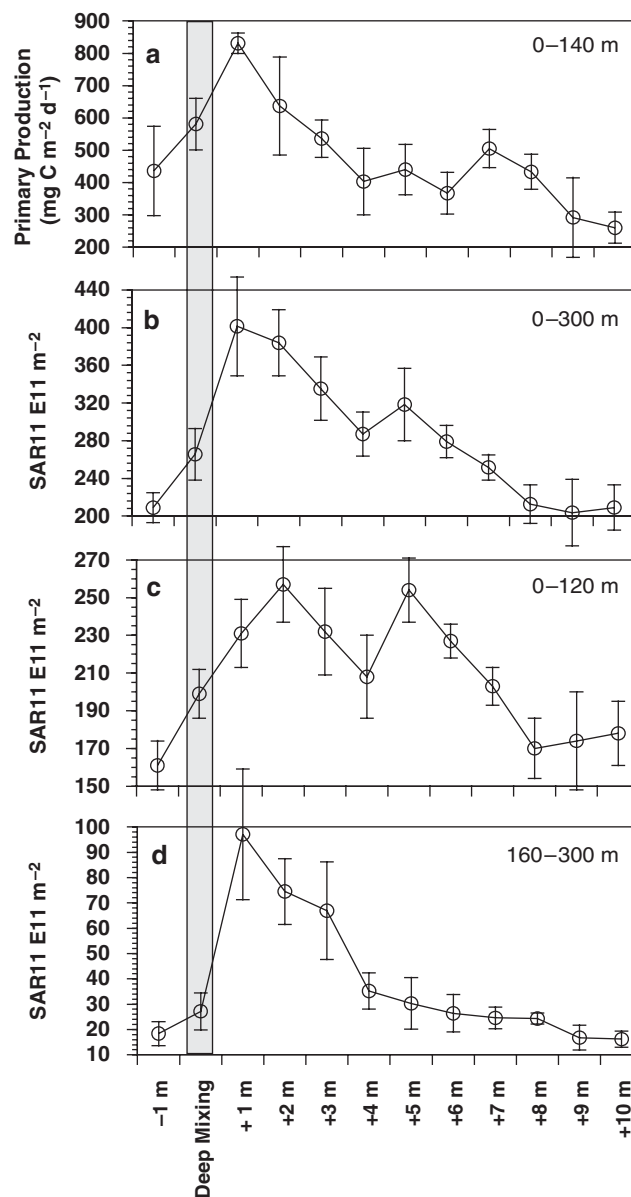 Primary Production
(mg C m⁻² d⁻¹)
900
800
700
600
500
400
300
200
a
0–140 m
SAR11 E11 m⁻²
440
400
360
320
280
240
200
b
0–300 m
SAR11 E11 m⁻²
270
250
230
210
190
170
150
c
0–120 m
SAR11 E11 m⁻²
100
90
80
70
60
50
40
30
20
10
d
160–300 m
−1 m
Deep Mixing
+1 m
+2 m
+3 m
+4 m
+5 m
+6 m
+7 m
+8 m
+9 m
+10 m